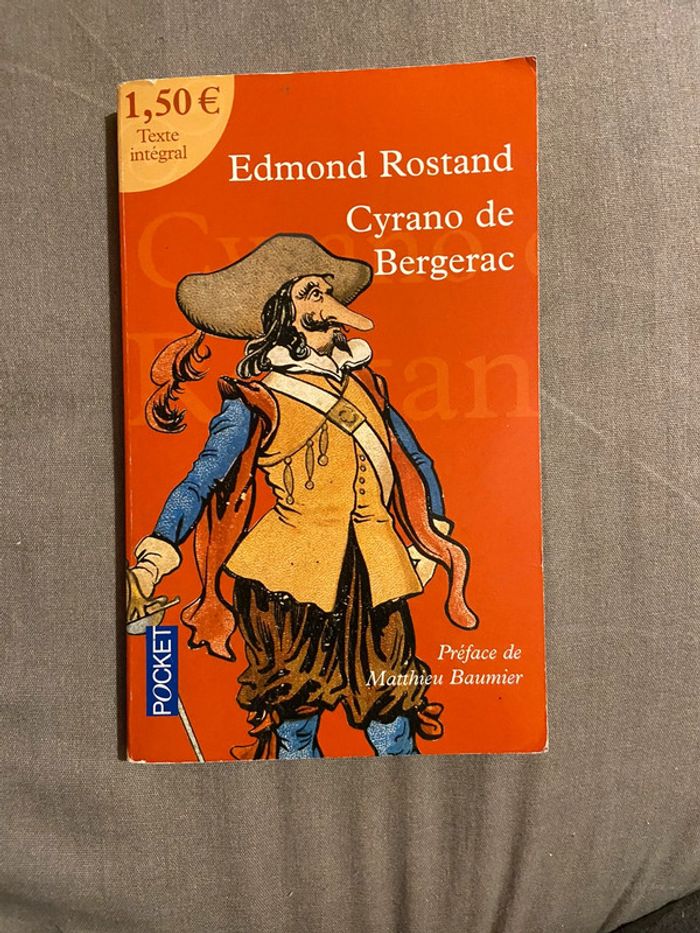 1,50 €
Texte
intégral
Edmond Rostand
Cyrano de
Bergerac
Préface de
Matthieu Baumier
POCKET